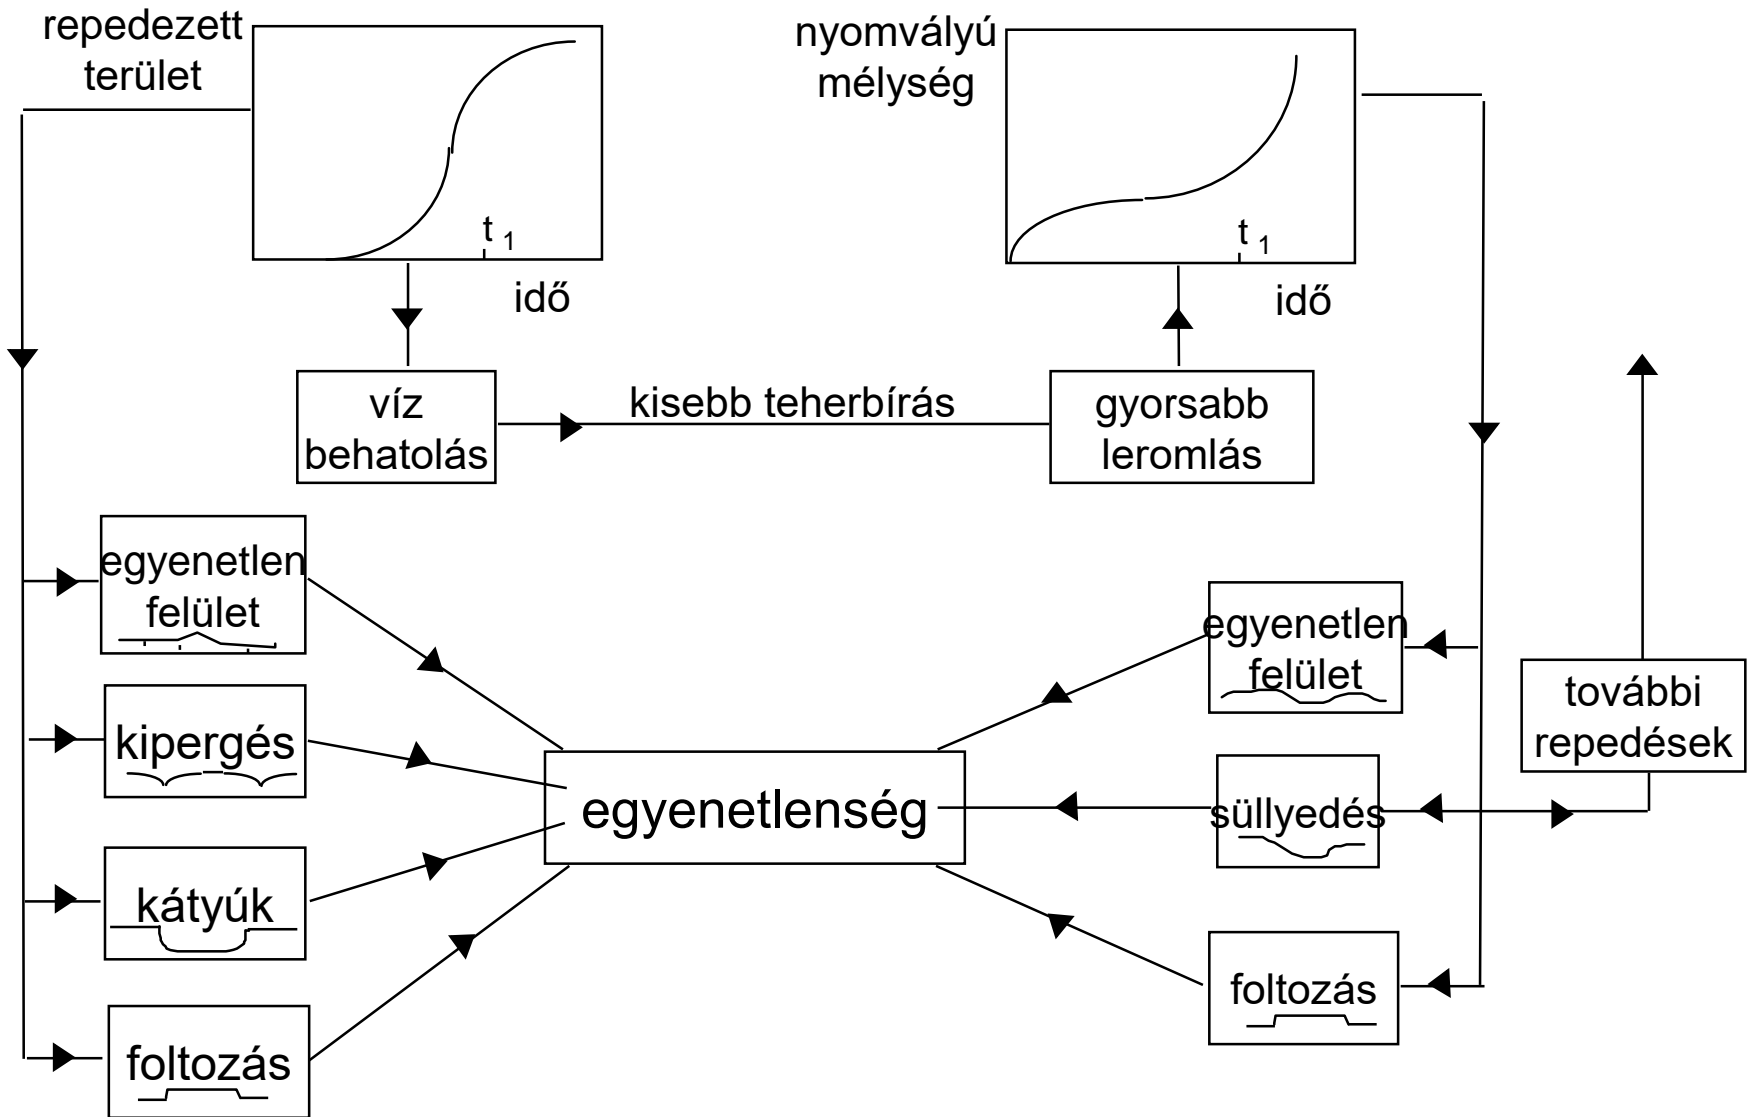 repedezett
terület
t 1
idő
nyomvályú
mélység
t 1
idő
víz
behatolás
kisebb teherbírás
gyorsabb
leromlás
egyenetlen
felület
kipergés
kátyúk
foltozás
egyenetlenség
egyenetlen
felület
süllyedés
foltozás
további
repedések